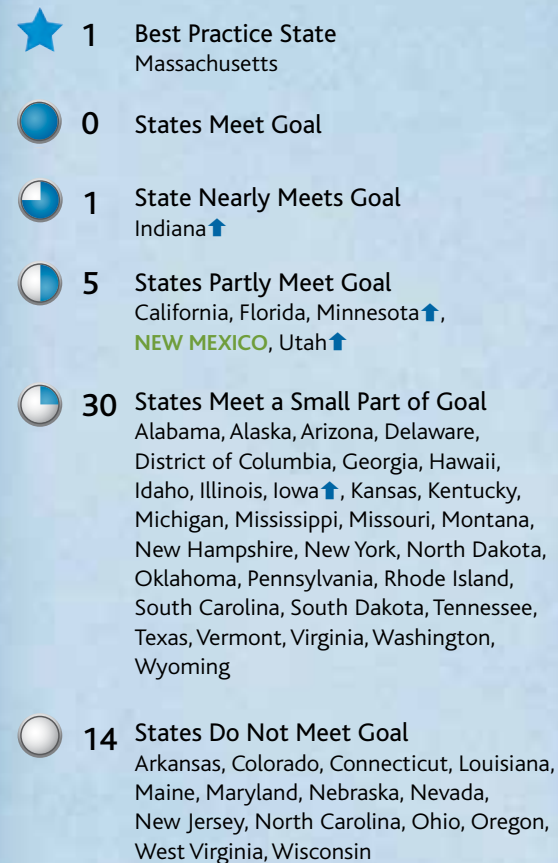 1 Best Practice State
Massachusetts
0 States Meet Goal
1 State Nearly Meets Goal
Indiana⬆
5 States Partly Meet Goal
California, Florida, Minnesota⬆,
NEW MEXICO, Utah⬆
30 States Meet a Small Part of Goal
Alabama, Alaska, Arizona, Delaware,
District of Columbia, Georgia, Hawaii,
Idaho, Illinois, Iowa⬆, Kansas, Kentucky,
Michigan, Mississippi, Missouri, Montana,
New Hampshire, New York, North Dakota,
Oklahoma, Pennsylvania, Rhode Island,
South Carolina, South Dakota, Tennessee,
Texas, Vermont, Virginia, Washington,
Wyoming
14 States Do Not Meet Goal
Arkansas, Colorado, Connecticut, Louisiana,
Maine, Maryland, Nebraska, Nevada,
New Jersey, North Carolina, Ohio, Oregon,
West Virginia, Wisconsin